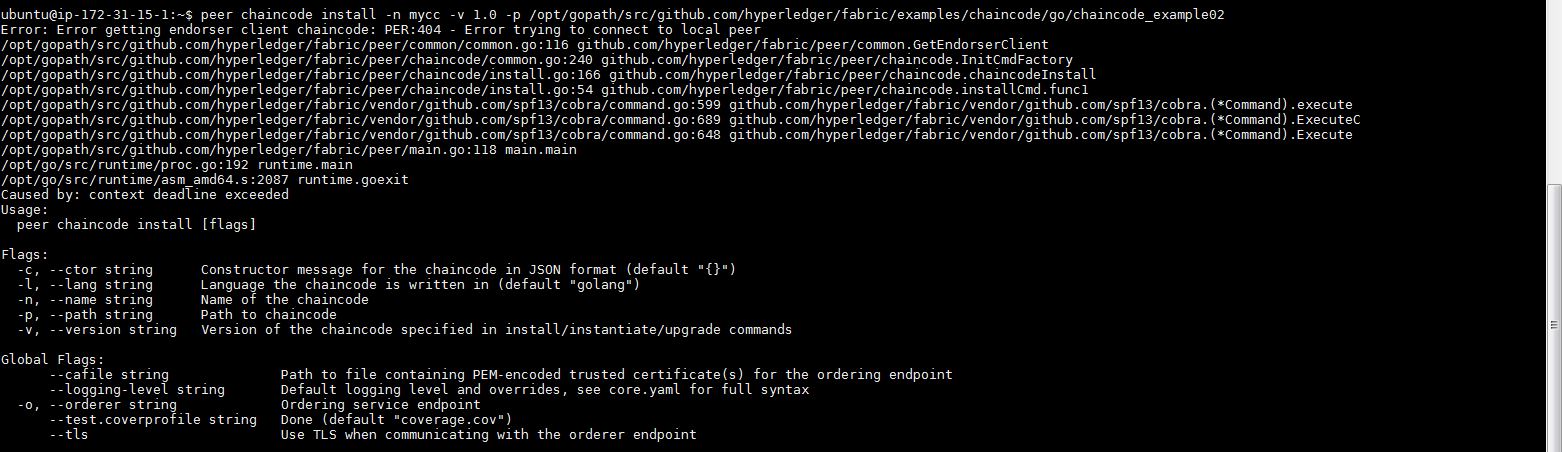 ubuntu@ip-172-31-15-1:~$ peer chaincode install -n mycc -v 1.0 -p /opt/gopath/src/github.com/hyperledger/fabric/examples/chaincode/go/chaincode_example02
Error: Error getting endorser client chaincode: PER:404 - Error trying to connect to local peer
/opt/gopath/src/github.com/hyperledger/fabric/peer/common/common.go:116 github.com/hyperledger/fabric/peer/common.GetEndorserClient
/opt/gopath/src/github.com/hyperledger/fabric/peer/chaincode/common.go:240 github.com/hyperledger/fabric/peer/chaincode.InitCmdFactory
/opt/gopath/src/github.com/hyperledger/fabric/peer/chaincode/install.go:166 github.com/hyperledger/fabric/peer/chaincode.chaincodeInstall
/opt/gopath/src/github.com/hyperledger/fabric/peer/chaincode/install.go:54 github.com/hyperledger/fabric/peer/chaincode.installCmd.func1
/opt/gopath/src/github.com/hyperledger/fabric/vendor/github.com/spf13/cobra/command.go:599 github.com/hyperledger/fabric/vendor/github.com/spf13/cobra.(*Command).execute
/opt/gopath/src/github.com/hyperledger/fabric/vendor/github.com/spf13/cobra/command.go:689 github.com/hyperledger/fabric/vendor/github.com/spf13/cobra.(*Command).ExecuteC
/opt/gopath/src/github.com/hyperledger/fabric/vendor/github.com/spf13/cobra/command.go:648 github.com/hyperledger/fabric/vendor/github.com/spf13/cobra.(*Command).Execute
/opt/gopath/src/github.com/hyperledger/fabric/peer/main.go:118 main.main
/opt/go/src/runtime/proc.go:192 runtime.main
/opt/go/src/runtime/asm_amd64.s:2087 runtime.goexit
Caused by: context deadline exceeded
Usage:
  peer chaincode install [flags]

Flags:
  -c, --ctor string      Constructor message for the chaincode in JSON format (default "{}")
  -l, --lang string      Language the chaincode is written in (default "golang")
  -n, --name string      Name of the chaincode
  -p, --path string      Path to chaincode
  -v, --version string   Version of the chaincode specified in install/instantiate/upgrade commands

Global Flags:
      --cafile string              Path to file containing PEM-encoded trusted certificate(s) for the ordering endpoint
      --logging-level string       Default logging level and overrides, see core.yaml for full syntax
  -o, --orderer string             Ordering service endpoint
      --test.coverprofile string   Done (default "coverage.cov")
      --tls                        Use TLS when communicating with the orderer endpoint